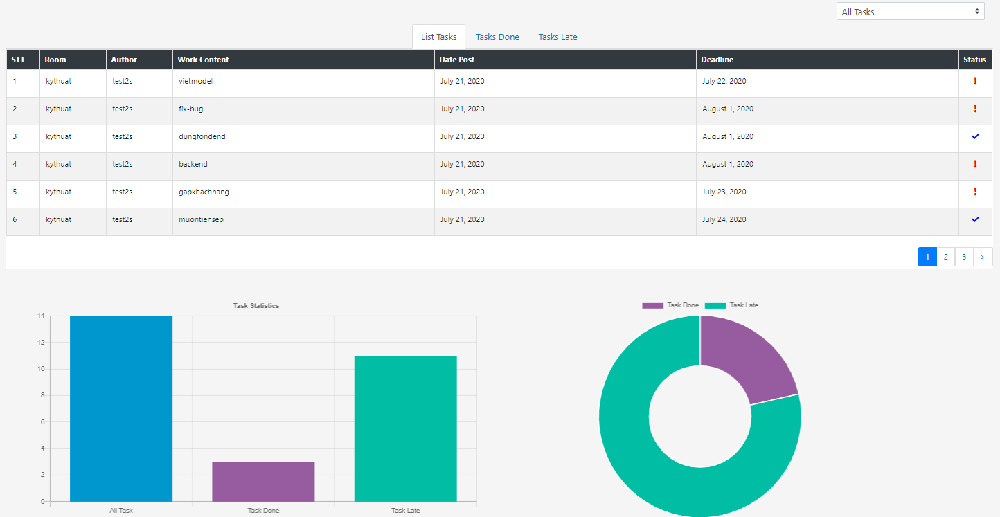 All Tasks
List Tasks Tasks Done Tasks Late
STT Room Author Work Content Date Post Deadline Status
1 kythuat test2s vietmodel July 21, 2020 July 22, 2020
2 kythuat test2s fix-bug July 21, 2020 August 1, 2020
3 kythuat test2s dungfondend July 21, 2020 August 1, 2020
4 kythuat test2s backend July 21, 2020 August 1, 2020
5 kythuat test2s gapkhachhang July 21, 2020 July 23, 2020
6 kythuat test2s muontiensep July 21, 2020 July 24, 2020
1 2 3 >
Task Statistics
14
12
10
8
6
4
2
0
All Task Task Done Task Late
Task Done Task Late